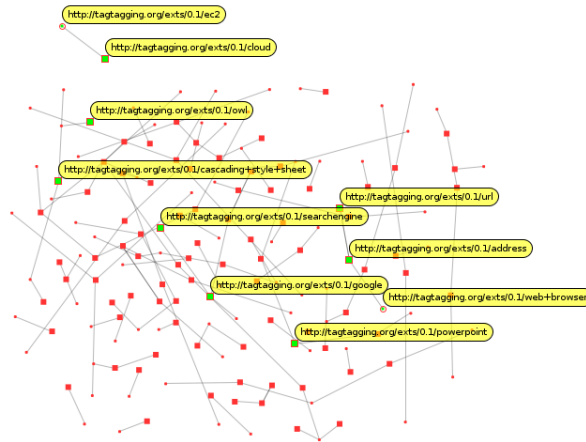 http://tagtagging.org/exts/0.1/ec2
http://tagtagging.org/exts/0.1/cloud
http://tagtagging.org/exts/0.1/owl
http://tagtagging.org/exts/0.1/cascading+style+sheet
http://tagtagging.org/exts/0.1/url
http://tagtagging.org/exts/0.1/searchengine
http://tagtagging.org/exts/0.1/address
http://tagtagging.org/exts/0.1/google
http://tagtagging.org/exts/0.1/web+browser
http://tagtagging.org/exts/0.1/powerpoint